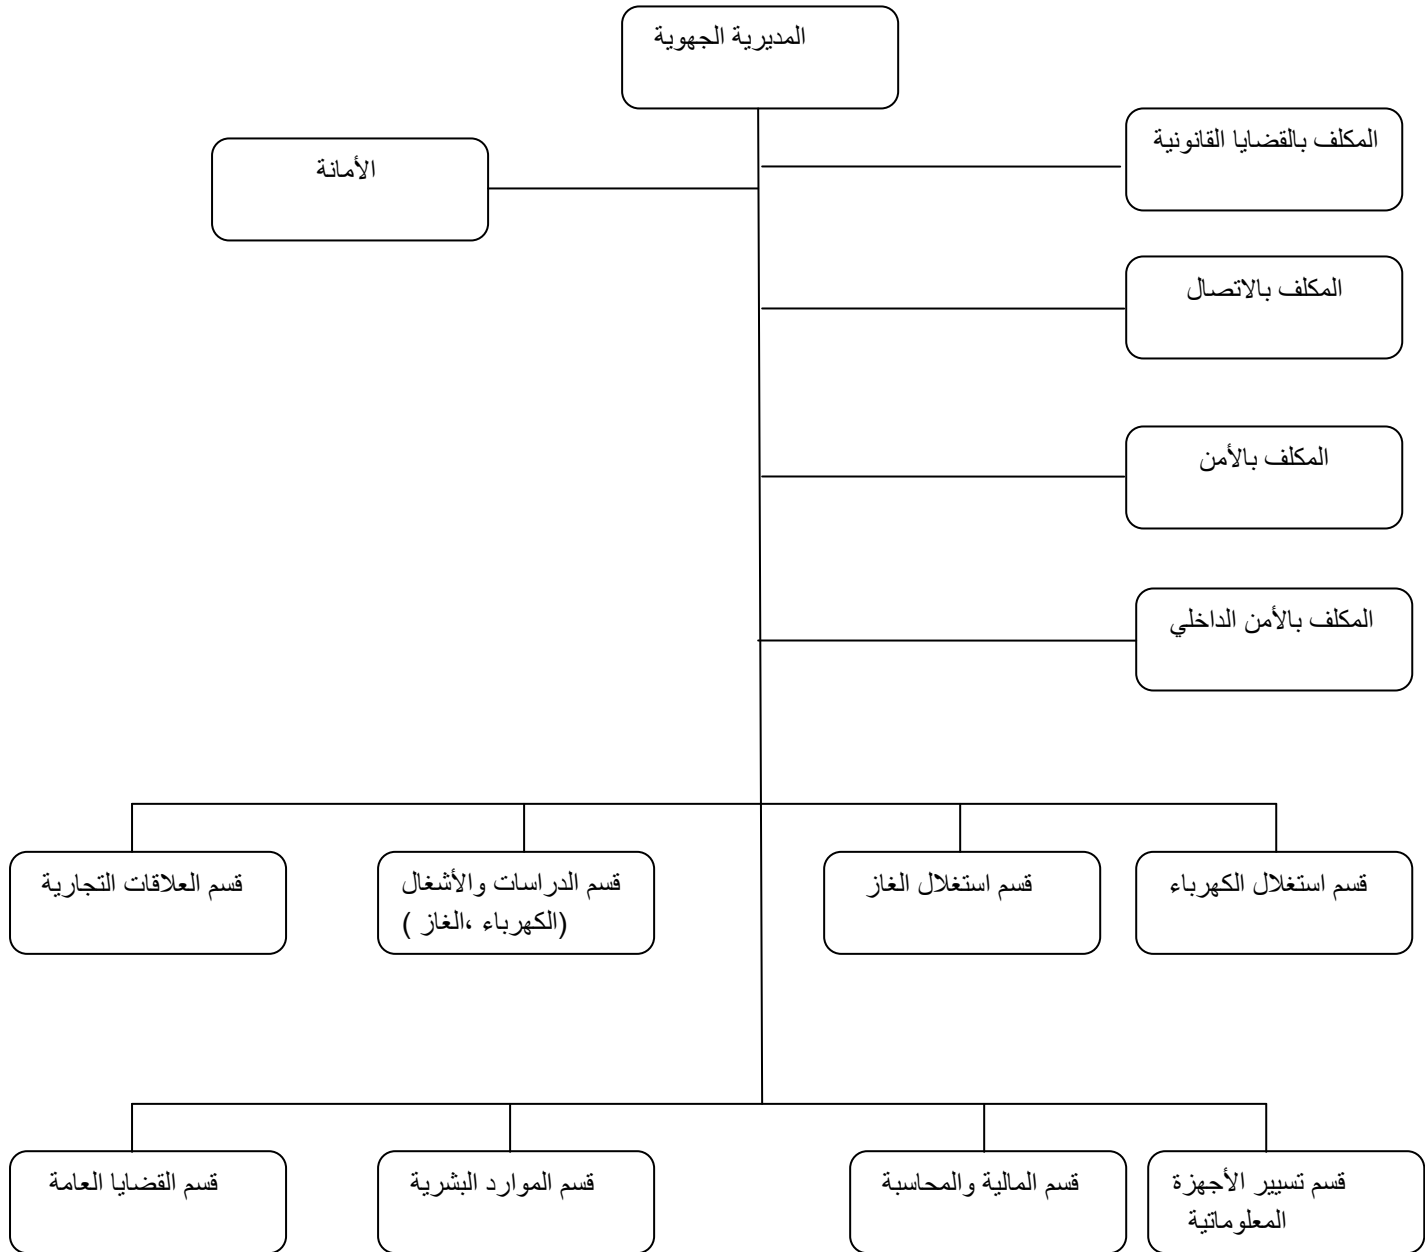 المديرية الجهوية
المكلف بالقضايا القانونية
الأمانة
المكلف بالاتصال
المكلف بالأمن
المكلف بالأمن الداخلي
قسم استغلال الكهرباء
قسم استغلال الغاز
قسم الدراسات والأشغال
(الكهرباء ،الغاز )
قسم العلاقات التجارية
قسم تسيير الأجهزة
المعلوماتية
قسم المالية والمحاسبة
قسم الموارد البشرية
قسم القضايا العامة